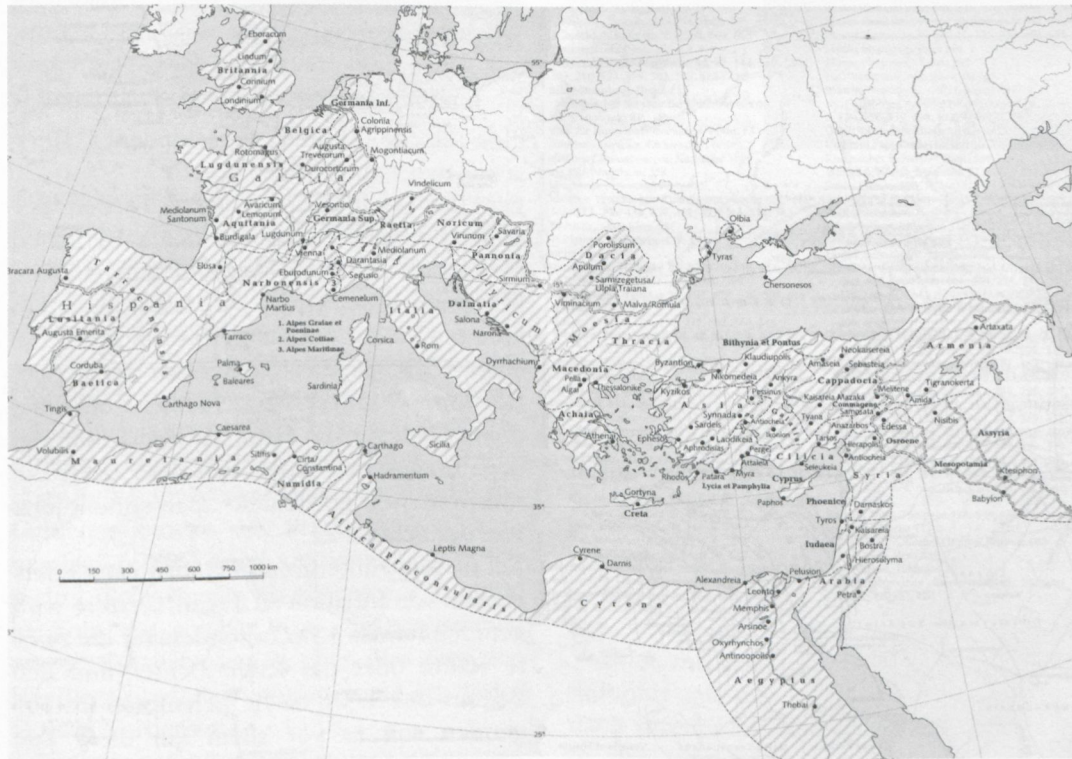 Eboracum
Lindum
Britannia
Corinium
Londinium
Germania Inf.
Colonia
Agrippinensis
Belgica
Rotomagus
Augusta
Treverorum
Mogontiacum
Lugdunensis
Durocortorum
Gallia
Vindelicum
Avaricum
Lemonum
Vesontio
Mediolanum
Santonum
Aquitania
Germania Sup.
Raetia
Noricum
Savaria
Burdigala
Lugdunum
Virunum
Vienna
Mediolanum
Pannonia
Darantasia
Elusa
Eburodunum
Segusio
Sirmium
Narbonensis
Cemenelum
Narbo
Martius
Bracara Augusta
Tarraconensis
Hispania
Lusitania
Augusta Emerita
Corduba
Baetica
Tarraco
Palma
Baleares
Carthago Nova
1. Alpes Graiae et
Poeninae
2. Alpes Cottiae
3. Alpes Maritimae
Corsica
Italia
Rom
Sardinia
Sicilia
Dalmatia
Illyricum
Salona
Narona
Dyrrhachium
Porolissum
Dacia
Apulum
Sarmizegetusa/
Ulpia Traiana
Viminacium
Malva/Romula
Moesia
Thracia
Olbia
Tyras
Chersonesos
Macedonia
Pella
Aigai
Thessalonike
Achaia
Athenai
Byzantion
Bithynia et Pontus
Klaudiupolis
Nikomedeia
Kyzikos
Amaseia
Neokaisereia
Sebasteia
Ankyra
Pessinus
Cappadocia
Armenia
Artaxata
Melitene
Tigranokerta
Kaisareia Mazaka
Commagene
Amida
Asia
Synnada
Sardeis
Antiocheia
Ikonion
Tyana
Samosata
Anazarbos
Edessa
Nisibis
Ephesos
Laodikeia
Aphrodisias
Tarsos
Hierapolis
Osroene
Assyria
Perge
Attaleia
Cilicia
Antiocheia
Seleukeia
Mesopotamia
Ktesiphon
Babylon
Rhodos
Patara
Myra
Lycia et Pamphylia
Cyprus
Paphos
Syria
Gortyna
Creta
Phoenice
Damaskos
Tyros
Kaisareia
Bostra
Iudaea
Hierosolyma
Pelusion
Arabia
Petra
Tingis
Volubilis
Mauretania
Caesarea
Sitifis
Cirta/
Constantina
Numidia
Carthago
Hadrumentum
Africa Proconsularis
Leptis Magna
Cyrene
Darnis
Cyrene
Alexandreia
Leonto
Memphis
Arsinoe
Oxyrhynchos
Antinoopolis
Aegyptus
Thebai
55°
35°
25°
0 150 300 450 600 750 1000 km